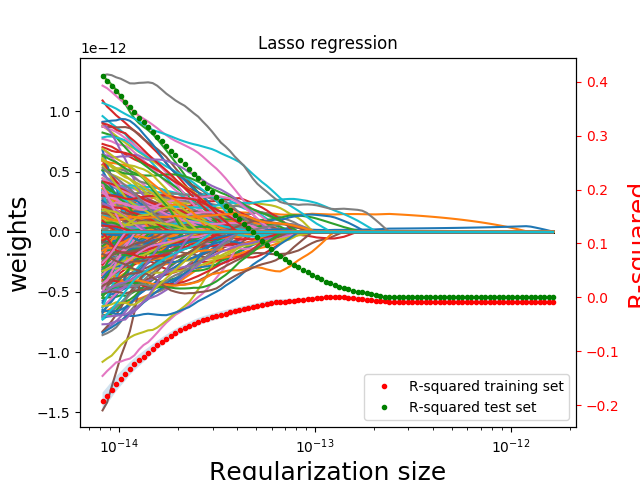 Lasso regression
1e−12
1.0
0.5
0.0
−0.5
−1.0
−1.5
weights
0.4
0.3
0.2
0.1
0.0
−0.1
−0.2
R-squared
R-squared training set
R-squared test set
10⁻¹⁴
10⁻¹³
10⁻¹²
Regularization size